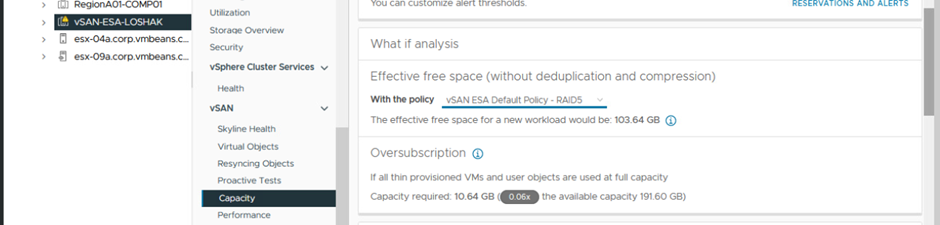 RegionA01-COMP01
vSAN-ESA-LOSHAK
esx-04a.corp.vmbeans.c...
esx-09a.corp.vmbeans.c...
Utilization
Storage Overview
Security
vSphere Cluster Services
Health
vSAN
Skyline Health
Virtual Objects
Resyncing Objects
Proactive Tests
Capacity
Performance
You can customize alert thresholds.
RESERVATIONS AND ALERTS
What if analysis
Effective free space (without deduplication and compression)
With the policy vSAN ESA Default Policy - RAID5
The effective free space for a new workload would be: 103.64 GB
Oversubscription
If all thin provisioned VMs and user objects are used at full capacity
Capacity required: 10.64 GB (0.06x the available capacity 191.60 GB)